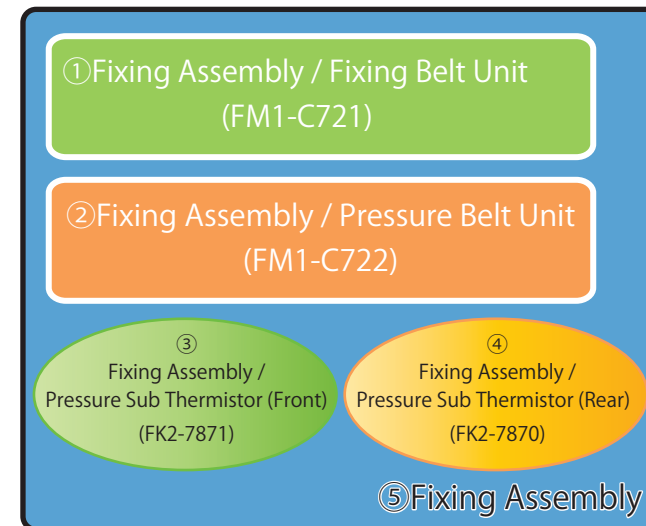 ①Fixing Assembly / Fixing Belt Unit
(FM1-C721)
②Fixing Assembly / Pressure Belt Unit
(FM1-C722)
③
Fixing Assembly /
Pressure Sub Thermistor (Front)
(FK2-7871)
④
Fixing Assembly /
Pressure Sub Thermistor (Rear)
(FK2-7870)
⑤Fixing Assembly